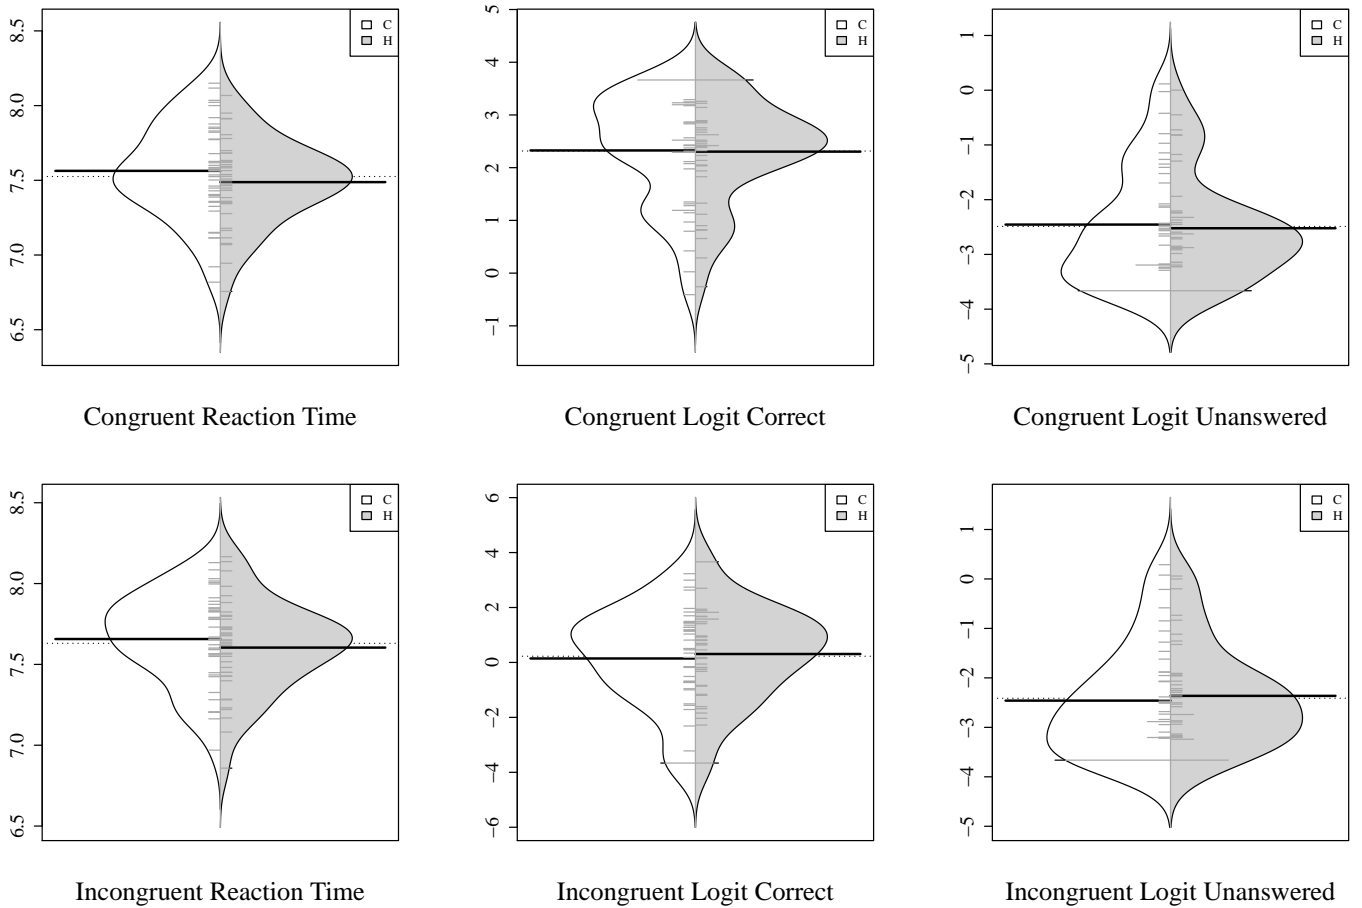 8.5
8.0
7.5
7.0
6.5
C
H
Congruent Reaction Time
5
4
3
2
1
0
−1
C
H
Congruent Logit Correct
1
0
−1
−2
−3
−4
−5
C
H
Congruent Logit Unanswered
8.5
8.0
7.5
7.0
6.5
C
H
Incongruent Reaction Time
6
4
2
0
−2
−4
−6
C
H
Incongruent Logit Correct
1
0
−1
−2
−3
−4
−5
C
H
Incongruent Logit Unanswered